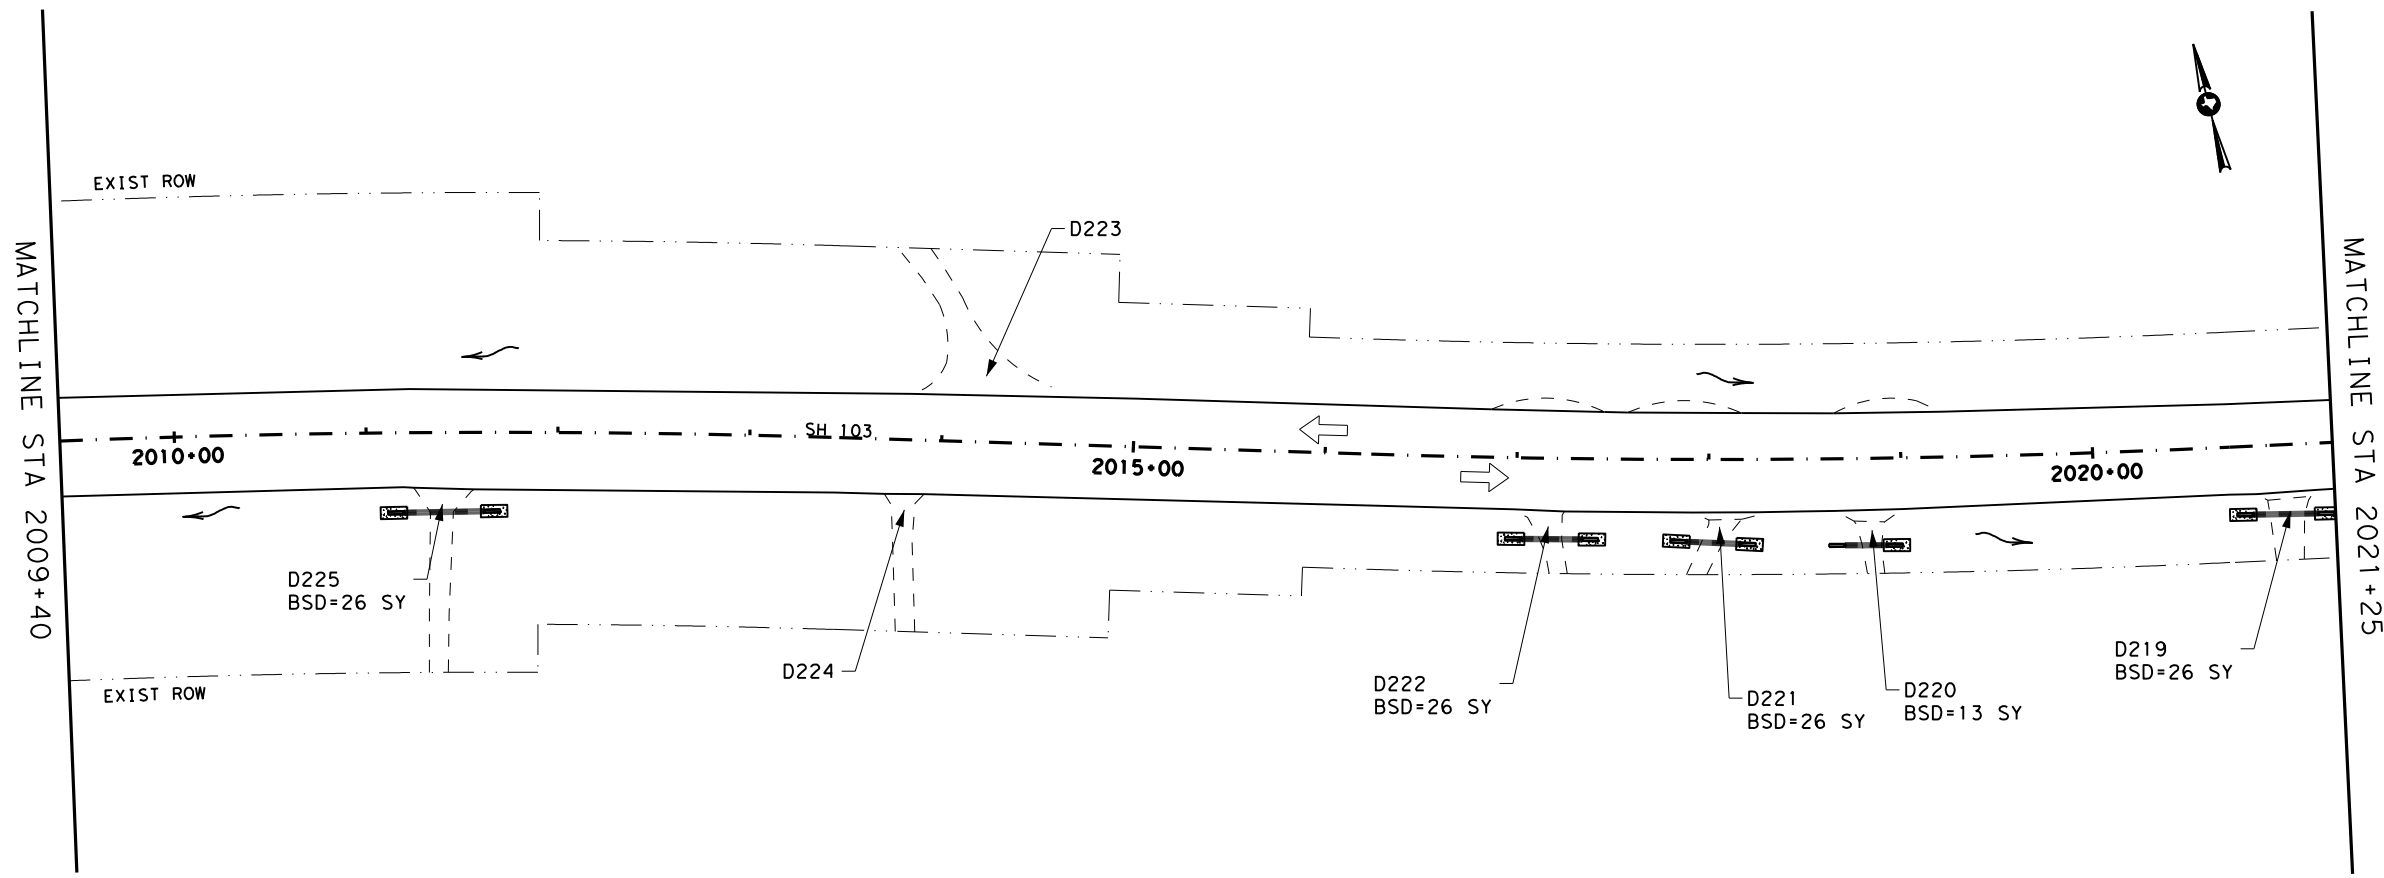 EXIST ROW
D223
MATCHLINE STA 2009+40
MATCHLINE STA 2021+25
SH 103
2010+00
2015+00
2020+00
D225
BSD=26 SY
D224
D222
BSD=26 SY
D221
BSD=26 SY
D220
BSD=13 SY
D219
BSD=26 SY
EXIST ROW